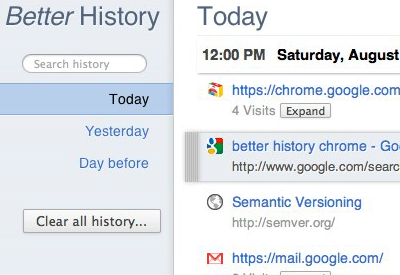 Better History
Search history
Today
Yesterday
Day before
Clear all history...
Today
12:00 PM Saturday, August
https://chrome.google.com
4 Visits Expand
better history chrome - Goo
http://www.google.com/searc
Semantic Versioning
http://semver.org/
https://mail.google.com/